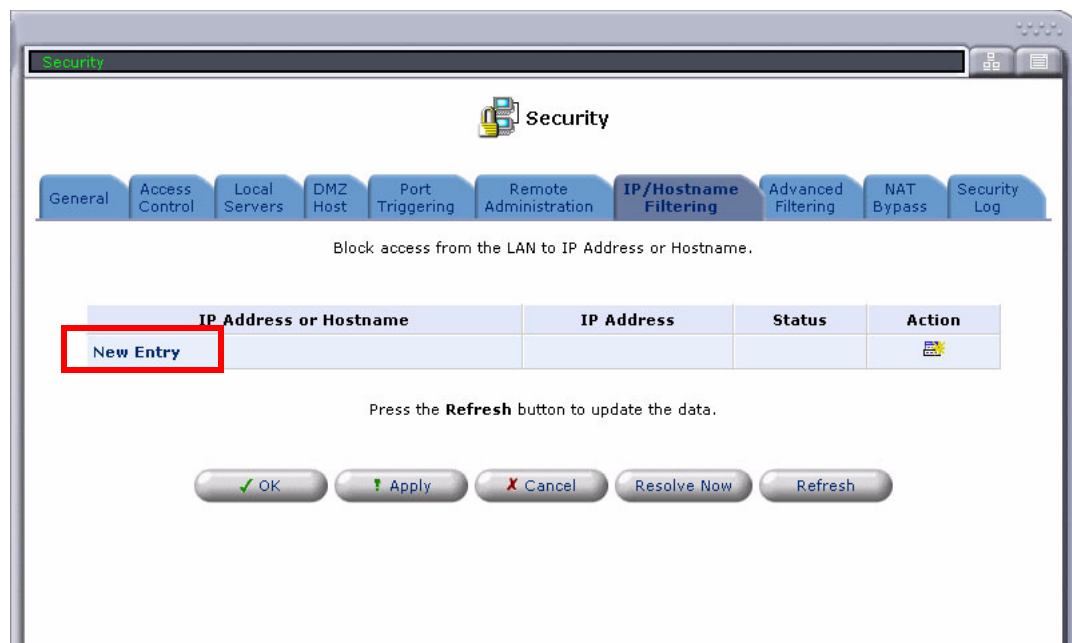 Security
Security
General
Access Control
Local Servers
DMZ Host
Port Triggering
Remote Administration
IP/Hostname Filtering
Advanced Filtering
NAT Bypass
Security Log
Block access from the LAN to IP Address or Hostname.
IP Address or Hostname IP Address Status Action
New Entry
Press the Refresh button to update the data.
OK Apply Cancel Resolve Now Refresh